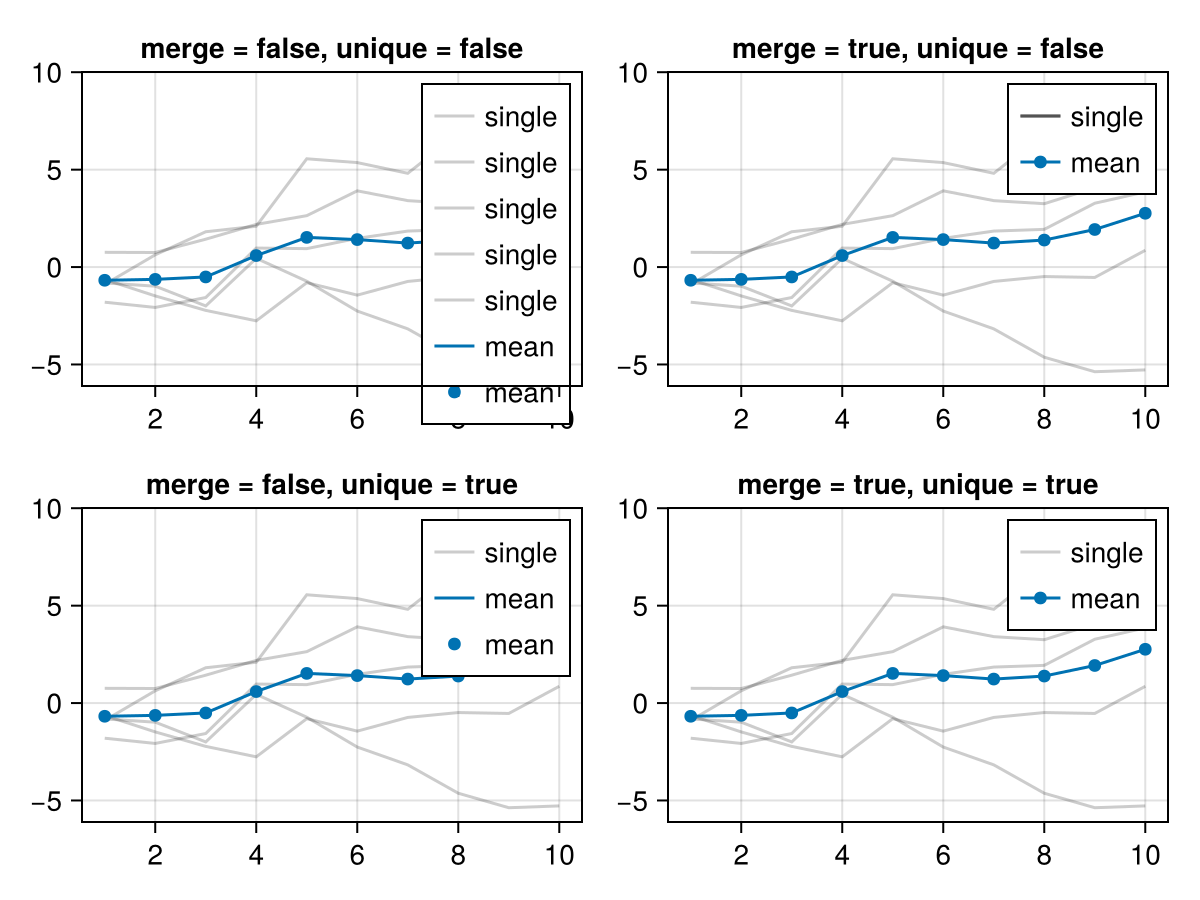 merge = false, unique = false
10
5
0
−5
2
4
6
8
10
single
single
single
single
single
mean
mean
merge = true, unique = false
10
5
0
−5
2
4
6
8
10
single
mean
merge = false, unique = true
10
5
0
−5
2
4
6
8
10
single
mean
mean
merge = true, unique = true
10
5
0
−5
2
4
6
8
10
single
mean